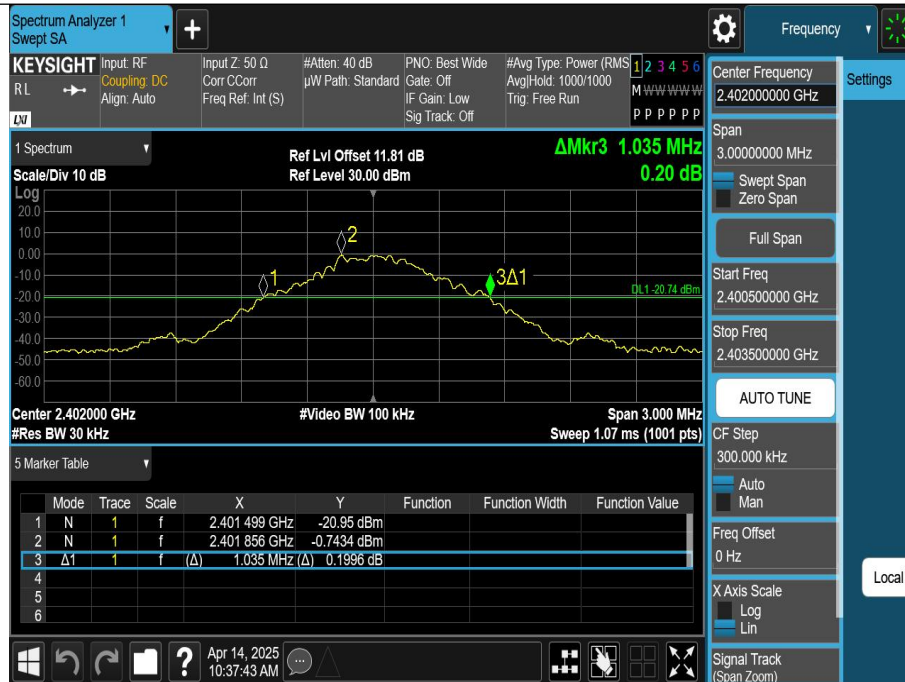 Spectrum Analyzer 1
Swept SA
+
Frequency
KEYSIGHT
RL
LXI
Input: RF
Coupling: DC
Align: Auto
Input Z: 50 Ω
Corr CCorr
Freq Ref: Int (S)
#Atten: 40 dB
µW Path: Standard
PNO: Best Wide
Gate: Off
IF Gain: Low
Sig Track: Off
#Avg Type: Power (RMS
Avg|Hold: 1000/1000
Trig: Free Run
1 2 3 4 5 6
M W W W W W
P P P P P P
1 Spectrum
Scale/Div 10 dB
Ref Lvl Offset 11.81 dB
Ref Level 30.00 dBm
ΔMkr3 1.035 MHz
0.20 dB
Log
20.0
10.0
0.00
-10.0
-20.0
-30.0
-40.0
-50.0
-60.0
1
2
3Δ1
DL1 -20.74 dBm
Center 2.402000 GHz
#Res BW 30 kHz
#Video BW 100 kHz
Span 3.000 MHz
Sweep 1.07 ms (1001 pts)
5 Marker Table
Mode Trace Scale X Y Function Function Width Function Value
1 N 1 f 2.401 499 GHz -20.95 dBm
2 N 1 f 2.401 856 GHz -0.7434 dBm
3 Δ1 1 f (Δ) 1.035 MHz (Δ) 0.1996 dB
4
5
6
?
Apr 14, 2025
10:37:43 AM
Center Frequency
2.402000000 GHz
Span
3.00000000 MHz
Swept Span
Zero Span
Full Span
Start Freq
2.400500000 GHz
Stop Freq
2.403500000 GHz
AUTO TUNE
CF Step
300.000 kHz
Auto
Man
Freq Offset
0 Hz
X Axis Scale
Log
Lin
Signal Track
(Span Zoom)
Settings
Local